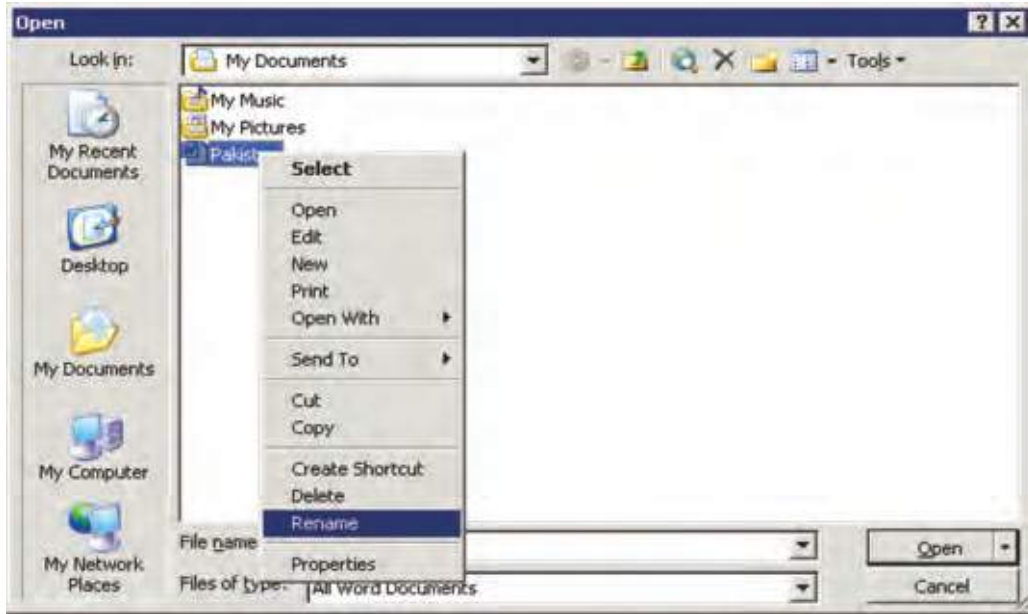 Open
Look in:
My Documents
Tools
My Recent
Documents
Desktop
My Documents
My Computer
My Network
Places
My Music
My Pictures
Select
Open
Edit
New
Print
Open With
Send To
Cut
Copy
Create Shortcut
Delete
Rename
Properties
File name
Files of type:
All Word Documents
Open
Cancel